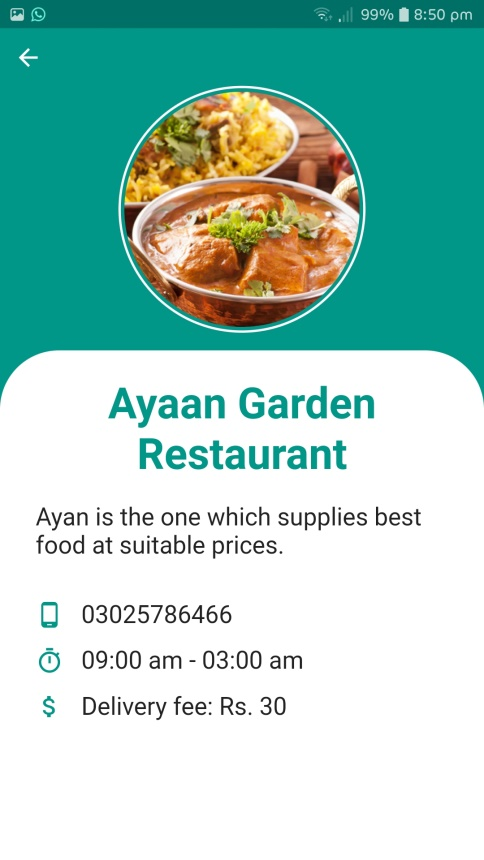 99% 8:50 pm
Ayaan Garden
Restaurant
Ayan is the one which supplies best
food at suitable prices.
03025786466
09:00 am - 03:00 am
$ Delivery fee: Rs. 30